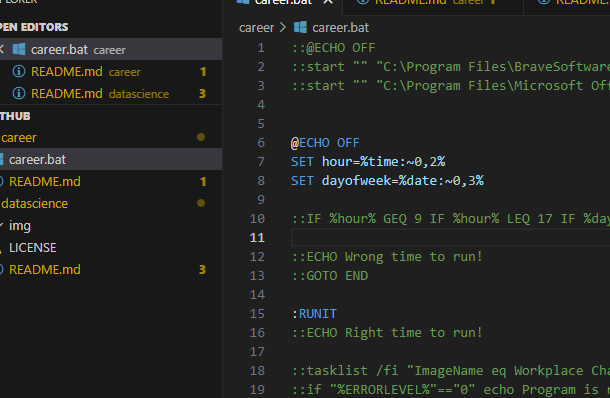 PLORER
PEN EDITORS
career.bat career
README.md career 1
README.md datascience 3
THUB
career
career.bat
README.md 1
datascience
img
LICENSE
README.md 3
career.bat
README.md career 1
README.md
career > career.bat
1 ::@ECHO OFF
2 ::start "" "C:\Program Files\BraveSoftware
3 ::start "" "C:\Program Files\Microsoft Off
4
5
6 @ECHO OFF
7 SET hour=%time:~0,2%
8 SET dayofweek=%date:~0,3%
9
10 ::IF %hour% GEQ 9 IF %hour% LEQ 17 IF %day
11
12 ::ECHO Wrong time to run!
13 ::GOTO END
14
15 :RUNIT
16 ::ECHO Right time to run!
17
18 ::tasklist /fi "ImageName eq Workplace Cha
19 ::if "%ERRORLEVEL%"=="0" echo Program is r